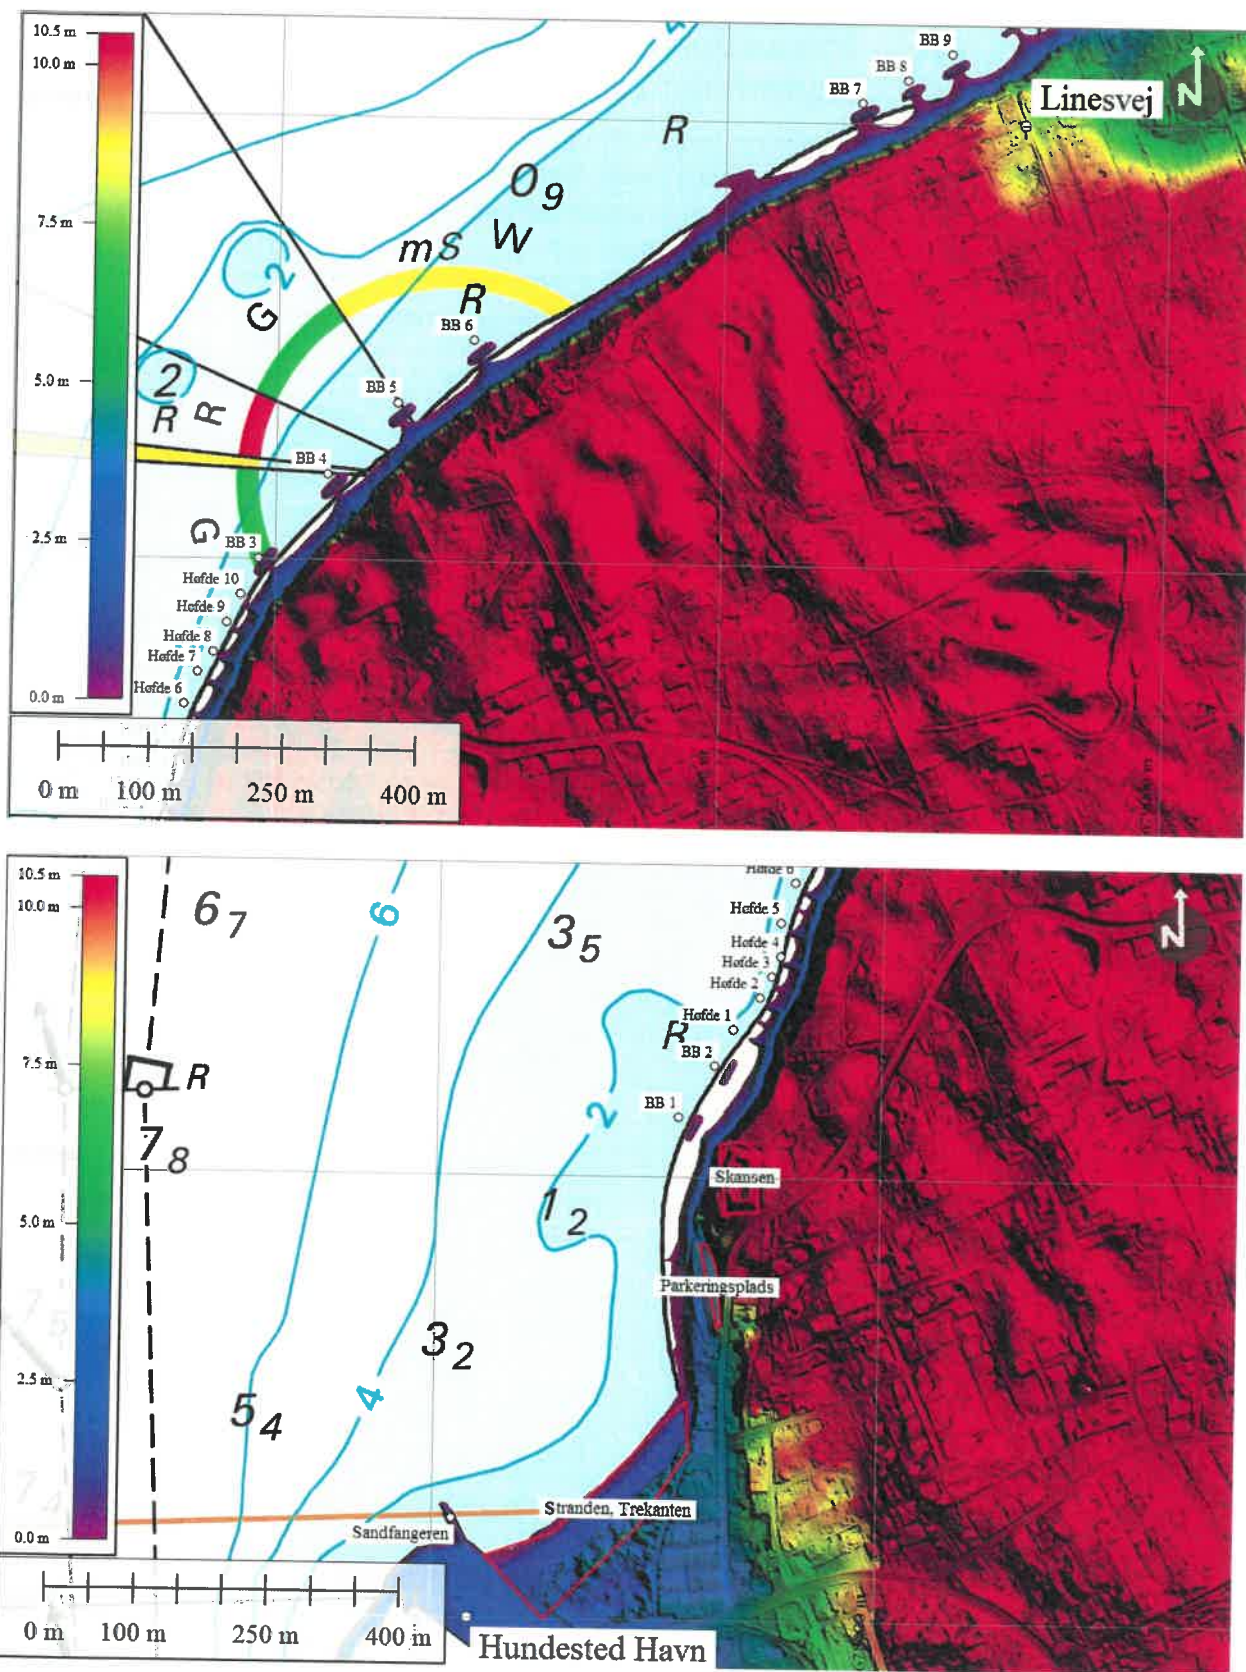 10.5 m
10.0 m
7.5 m
5.0 m
2.5 m
0.0 m
4
BB 9
BB 8
BB 7
Linesvej
N
R
0 9
W
mS
R
G
2
BB 6
2
R
R
BB 5
BB 4
G
BB 3
Høfde 10
Høfde 9
Høfde 8
Høfde 7
Høfde 6
0 m 100 m 250 m 400 m
10.5 m
10.0 m
7.5 m
5.0 m
2.5 m
0.0 m
6 7
6
3 5
Høfde 6
Høfde 5
Høfde 4
Høfde 3
Høfde 2
Høfde 1
N
R
BB 2
BB 1
R
7 8
2
Skansen
1 2
Parkeringsplads
3 2
4
5 4
Stranden, Trekanten
Sandfangeren
0 m 100 m 250 m 400 m
Hundested Havn